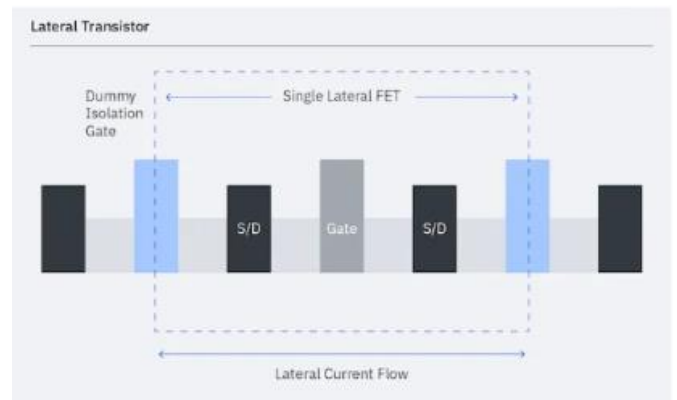 Lateral Transistor
Dummy
Isolation
Gate
Single Lateral FET
S/D
Gate
S/D
Lateral Current Flow